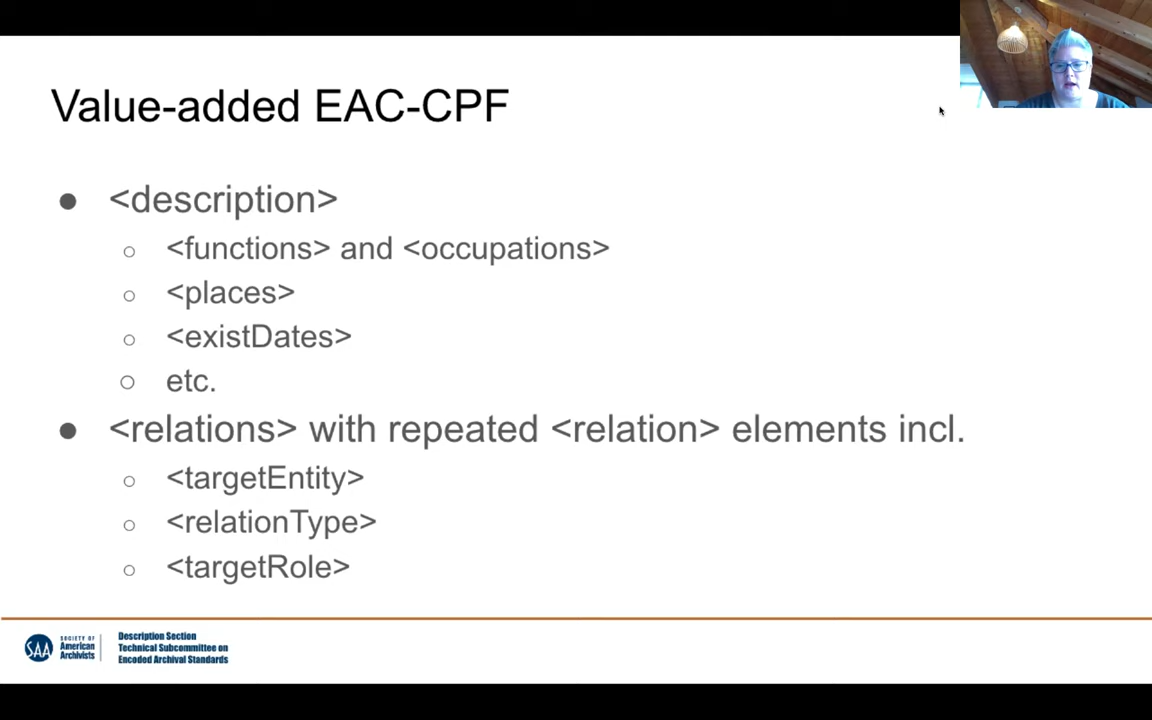 Value-added EAC-CPF
● <description>
○ <functions> and <occupations>
○ <places>
○ <existDates>
○ etc.
● <relations> with repeated <relation> elements incl.
○ <targetEntity>
○ <relationType>
○ <targetRole>
SAA
SOCIETY OF
American
Archivists
Description Section
Technical Subcommittee on
Encoded Archival Standards